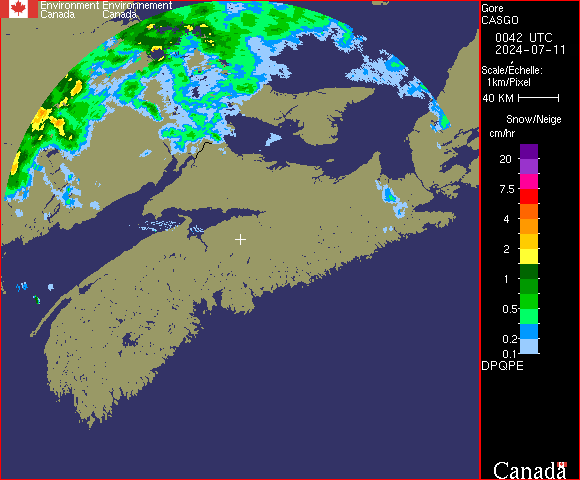 Environment Environnement
Canada Canada
Gore
CASGO
0042 UTC
2024-07-11
Scale/Échelle:
1km/Pixel
40 KM
Snow/Neige
cm/hr
20
7.5
4
2
1
0.5
0.2
0.1
DPQPE
Canada